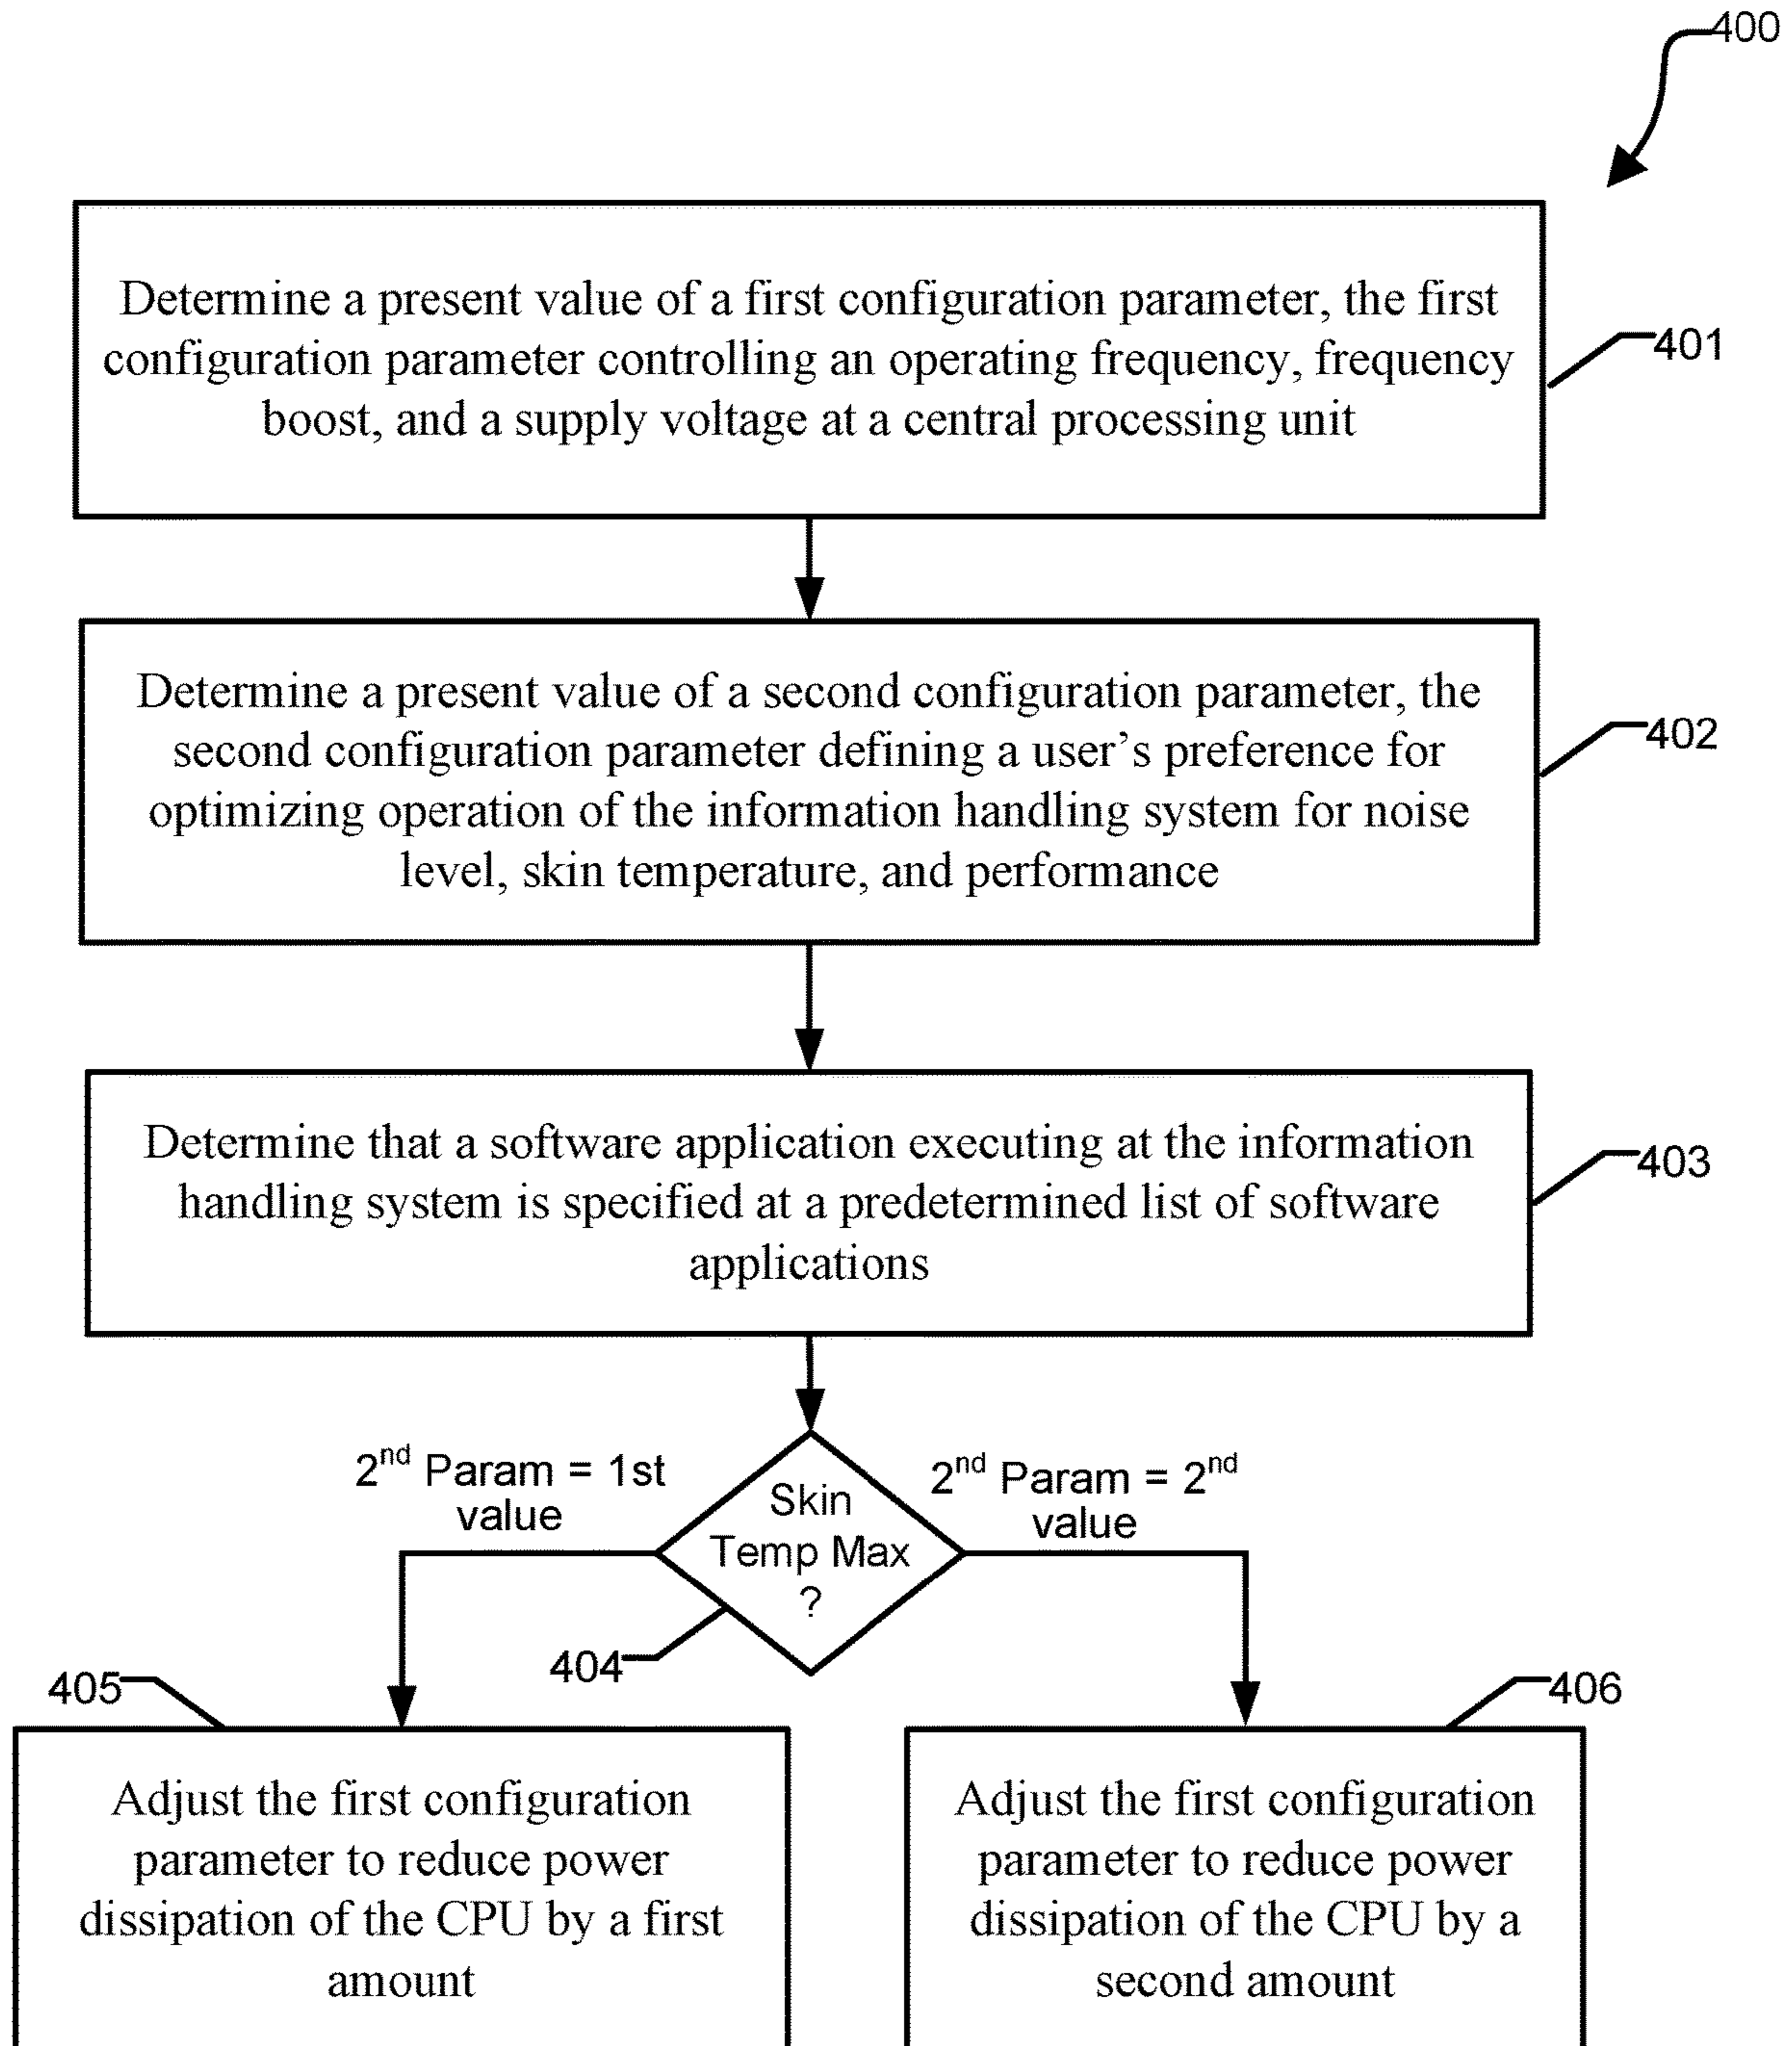 400
Determine a present value of a first configuration parameter, the first
configuration parameter controlling an operating frequency, frequency
boost, and a supply voltage at a central processing unit
401
Determine a present value of a second configuration parameter, the
second configuration parameter defining a user’s preference for
optimizing operation of the information handling system for noise
level, skin temperature, and performance
402
Determine that a software application executing at the information
handling system is specified at a predetermined list of software
applications
403
2nd Param = 1st
value
Skin
Temp Max
?
2nd Param = 2nd
value
404
405
406
Adjust the first configuration
parameter to reduce power
dissipation of the CPU by a first
amount
Adjust the first configuration
parameter to reduce power
dissipation of the CPU by a
second amount